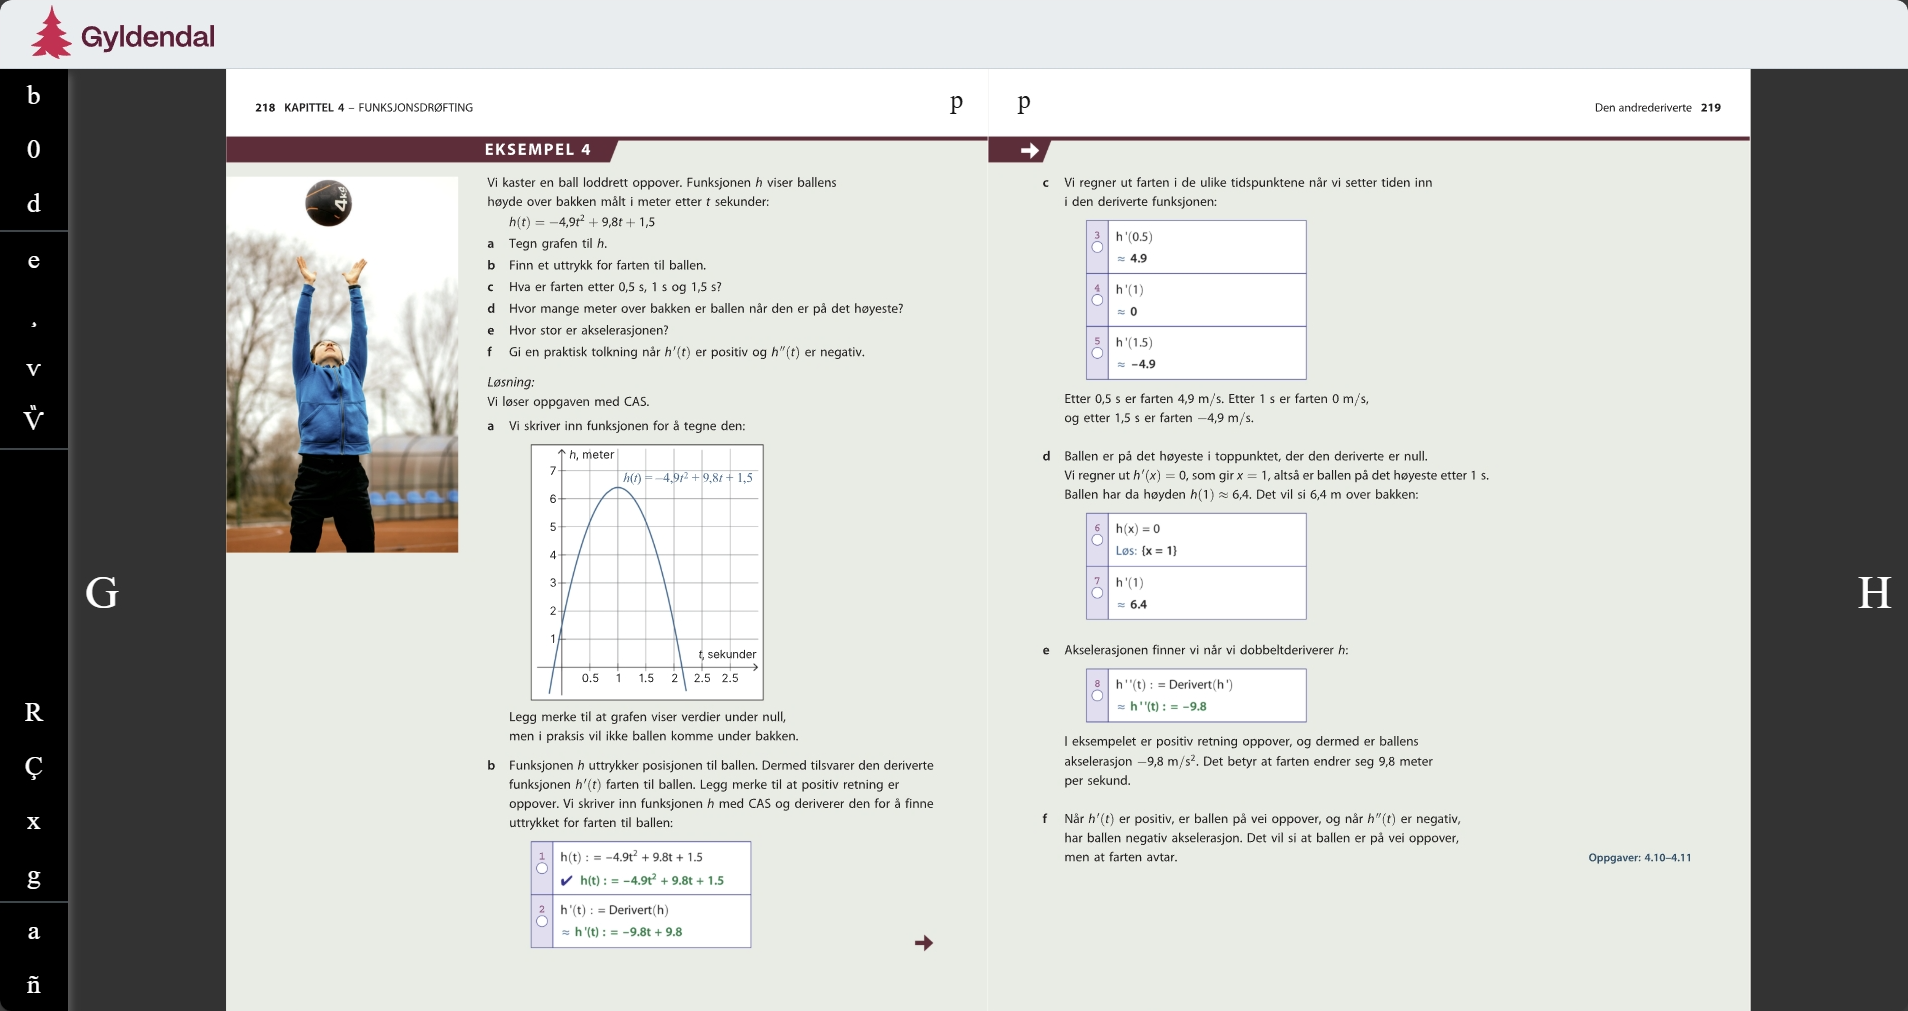 Gyldendal
b
0
d
e
¸
v
R
Ç
x
g
a
ñ
G
H
218 KAPITTEL 4 – FUNKSJONSDRØFTING
p
EKSEMPEL 4
4kg
Vi kaster en ball loddrett oppover. Funksjonen h viser ballens
høyde over bakken målt i meter etter t sekunder:
h(t) = −4,9t² + 9,8t + 1,5
a Tegn grafen til h.
b Finn et uttrykk for farten til ballen.
c Hva er farten etter 0,5 s, 1 s og 1,5 s?
d Hvor mange meter over bakken er ballen når den er på det høyeste?
e Hvor stor er akselerasjonen?
f Gi en praktisk tolkning når h′(t) er positiv og h″(t) er negativ.
Løsning:
Vi løser oppgaven med CAS.
a Vi skriver inn funksjonen for å tegne den:
h, meter
h(t) = −4,9t² + 9,8t + 1,5
7
6
5
4
3
2
1
t, sekunder
0.5 1 1.5 2 2.5 2.5
Legg merke til at grafen viser verdier under null,
men i praksis vil ikke ballen komme under bakken.
b Funksjonen h uttrykker posisjonen til ballen. Dermed tilsvarer den deriverte
funksjonen h′(t) farten til ballen. Legg merke til at positiv retning er
oppover. Vi skriver inn funksjonen h med CAS og deriverer den for å finne
uttrykket for farten til ballen:
1 h(t) : = −4.9t² + 9.8t + 1.5
✔ h(t) : = −4.9t² + 9.8t + 1.5
2 h'(t) : = Derivert(h)
≈ h'(t) : = −9.8t + 9.8
p
Den andrederiverte 219
c Vi regner ut farten i de ulike tidspunktene når vi setter tiden inn
i den deriverte funksjonen:
3 h'(0.5)
≈ 4.9
4 h'(1)
≈ 0
5 h'(1.5)
≈ −4.9
Etter 0,5 s er farten 4,9 m/s. Etter 1 s er farten 0 m/s,
og etter 1,5 s er farten −4,9 m/s.
d Ballen er på det høyeste i toppunktet, der den deriverte er null.
Vi regner ut h′(x) = 0, som gir x = 1, altså er ballen på det høyeste etter 1 s.
Ballen har da høyden h(1) ≈ 6,4. Det vil si 6,4 m over bakken:
6 h(x) = 0
Løs: {x = 1}
7 h'(1)
≈ 6.4
e Akselerasjonen finner vi når vi dobbeltderiverer h:
8 h''(t) : = Derivert(h')
≈ h''(t) : = −9.8
I eksempelet er positiv retning oppover, og dermed er ballens
akselerasjon −9,8 m/s². Det betyr at farten endrer seg 9,8 meter
per sekund.
f Når h′(t) er positiv, er ballen på vei oppover, og når h″(t) er negativ,
har ballen negativ akselerasjon. Det vil si at ballen er på vei oppover,
men at farten avtar.
Oppgaver: 4.10–4.11